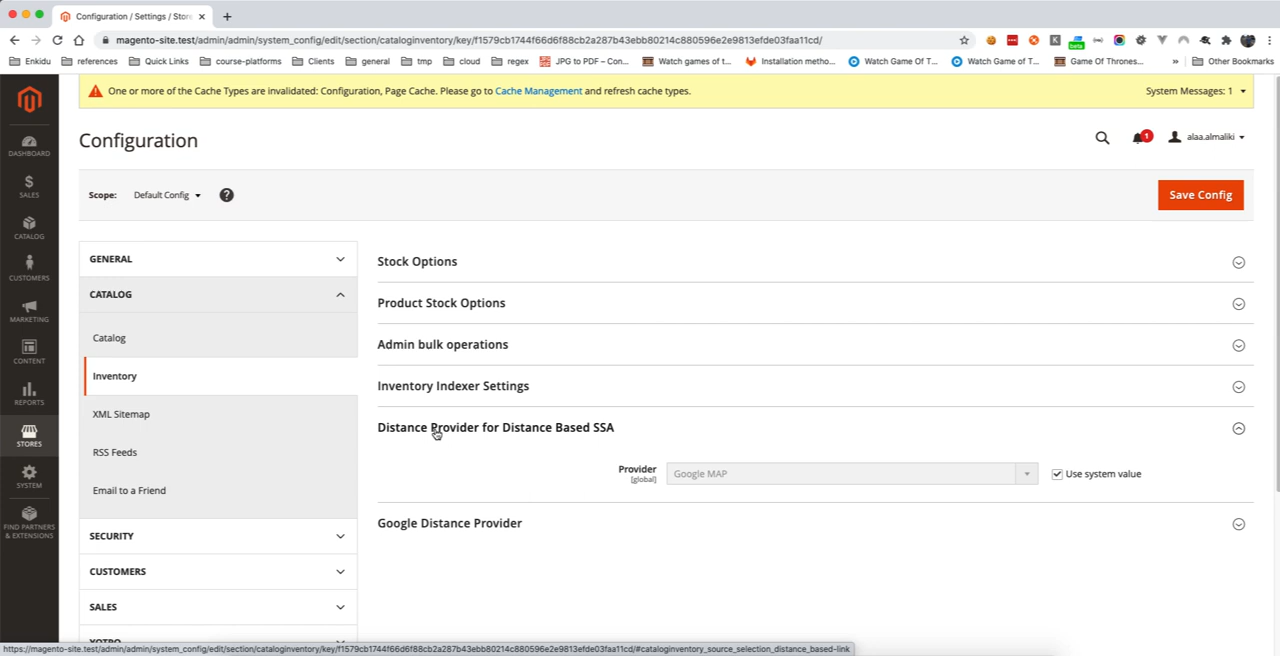 Configuration / Settings / Store
magento-site.test/admin/admin/system_config/edit/section/cataloginventory/key/f1579cb1744f66d6f88cb2a287b43ebb80214c880596e2e9813efde03faa11cd/
Enkidu references Quick Links course-platforms Clients general tmp cloud regex JPG to PDF – Con... Watch games of t... Installation metho... Watch Game Of T... Watch Game of T... Game Of Thrones... » Other Bookmarks
One or more of the Cache Types are invalidated: Configuration, Page Cache. Please go to Cache Management and refresh cache types. System Messages: 1
Configuration
1 alaa.almaliki
Scope: Default Config ? Save Config
DASHBOARD
SALES
CATALOG
CUSTOMERS
MARKETING
CONTENT
REPORTS
STORES
SYSTEM
FIND PARTNERS
& EXTENSIONS
GENERAL
CATALOG
Catalog
Inventory
XML Sitemap
RSS Feeds
Email to a Friend
SECURITY
CUSTOMERS
SALES
YOTPO
Stock Options
Product Stock Options
Admin bulk operations
Inventory Indexer Settings
Distance Provider for Distance Based SSA
Provider Google MAP Use system value
[global]
Google Distance Provider
https://magento-site.test/admin/admin/system_config/edit/section/cataloginventory/key/f1579cb1744f66d6f88cb2a287b43ebb80214c880596e2e9813efde03faa11cd/#cataloginventory_source_selection_distance_based-link